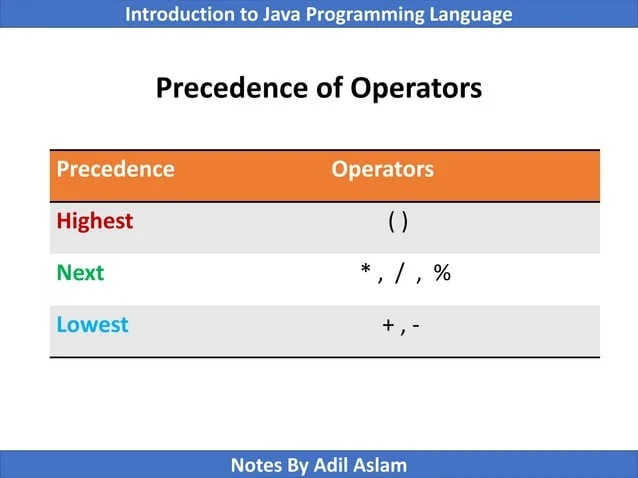 Introduction to Java Programming Language
Precedence of Operators
Precedence Operators
Highest ( )
Next * , / , %
Lowest + , -
Notes By Adil Aslam